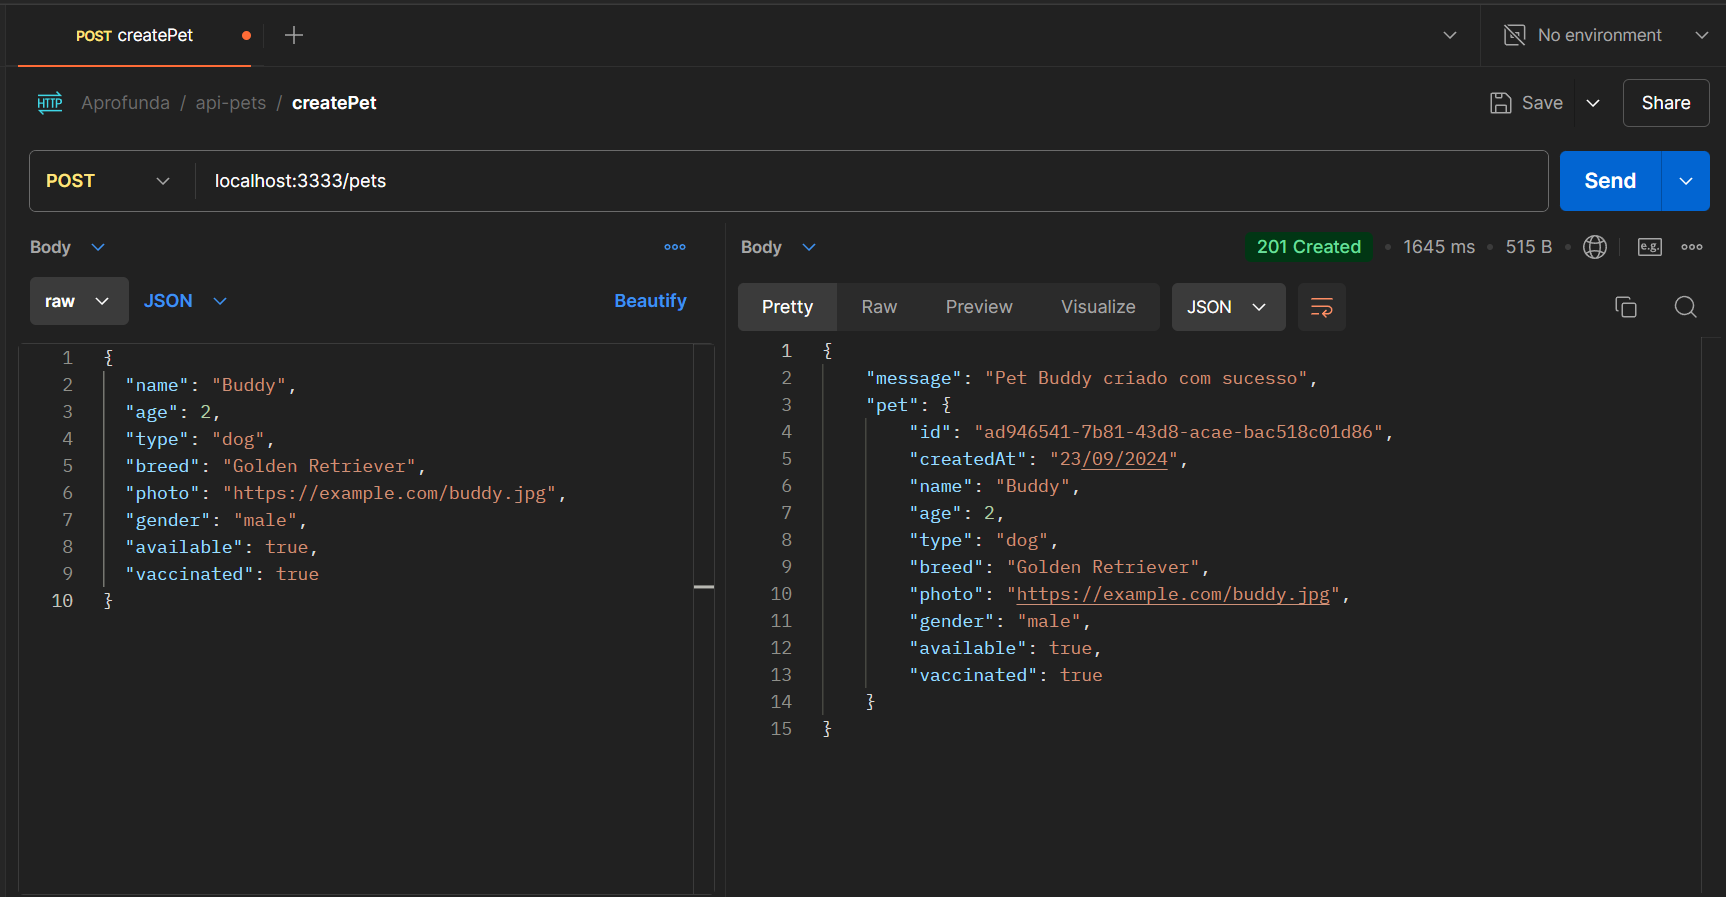 POST createPet
No environment
HTTP Aprofunda / api-pets / createPet
Save
Share
POST
localhost:3333/pets
Send
Body
raw
JSON
Beautify
1 {
2 "name": "Buddy",
3 "age": 2,
4 "type": "dog",
5 "breed": "Golden Retriever",
6 "photo": "https://example.com/buddy.jpg",
7 "gender": "male",
8 "available": true,
9 "vaccinated": true
10 }
Body
201 Created • 1645 ms • 515 B
e.g.
Pretty
Raw
Preview
Visualize
JSON
1 {
2 "message": "Pet Buddy criado com sucesso",
3 "pet": {
4 "id": "ad946541-7b81-43d8-acae-bac518c01d86",
5 "createdAt": "23/09/2024",
6 "name": "Buddy",
7 "age": 2,
8 "type": "dog",
9 "breed": "Golden Retriever",
10 "photo": "https://example.com/buddy.jpg",
11 "gender": "male",
12 "available": true,
13 "vaccinated": true
14 }
15 }